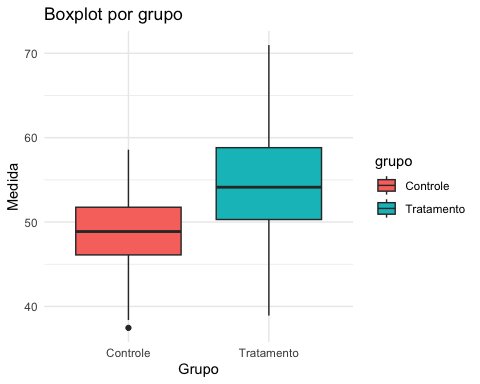 Boxplot por grupo
Medida
70
60
50
40
Controle
Tratamento
Grupo
grupo
Controle
Tratamento